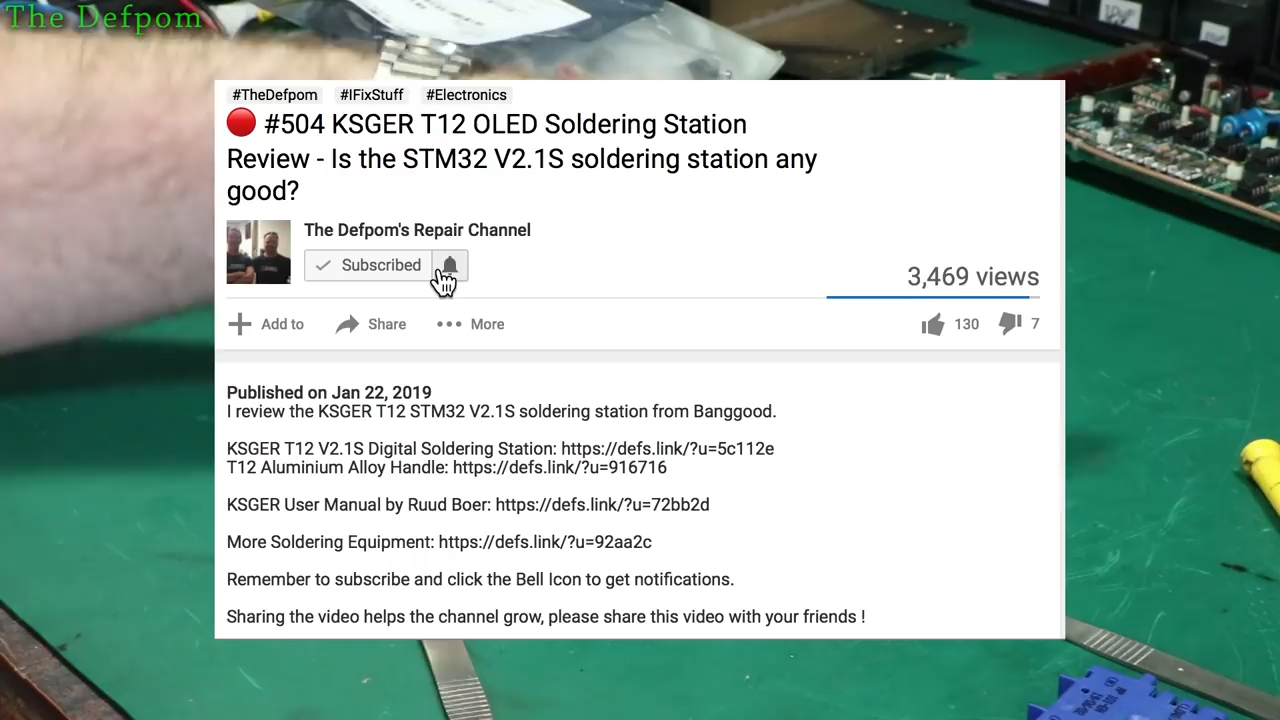 The Defpom
#TheDefpom #IFixStuff #Electronics
#504 KSGER T12 OLED Soldering Station
Review - Is the STM32 V2.1S soldering station any
good?
The Defpom's Repair Channel
Subscribed
3,469 views
Add to Share More 130 7
Published on Jan 22, 2019
I review the KSGER T12 STM32 V2.1S soldering station from Banggood.
KSGER T12 V2.1S Digital Soldering Station: https://defs.link/?u=5c112e
T12 Aluminium Alloy Handle: https://defs.link/?u=916716
KSGER User Manual by Ruud Boer: https://defs.link/?u=72bb2d
More Soldering Equipment: https://defs.link/?u=92aa2c
Remember to subscribe and click the Bell Icon to get notifications.
Sharing the video helps the channel grow, please share this video with your friends !